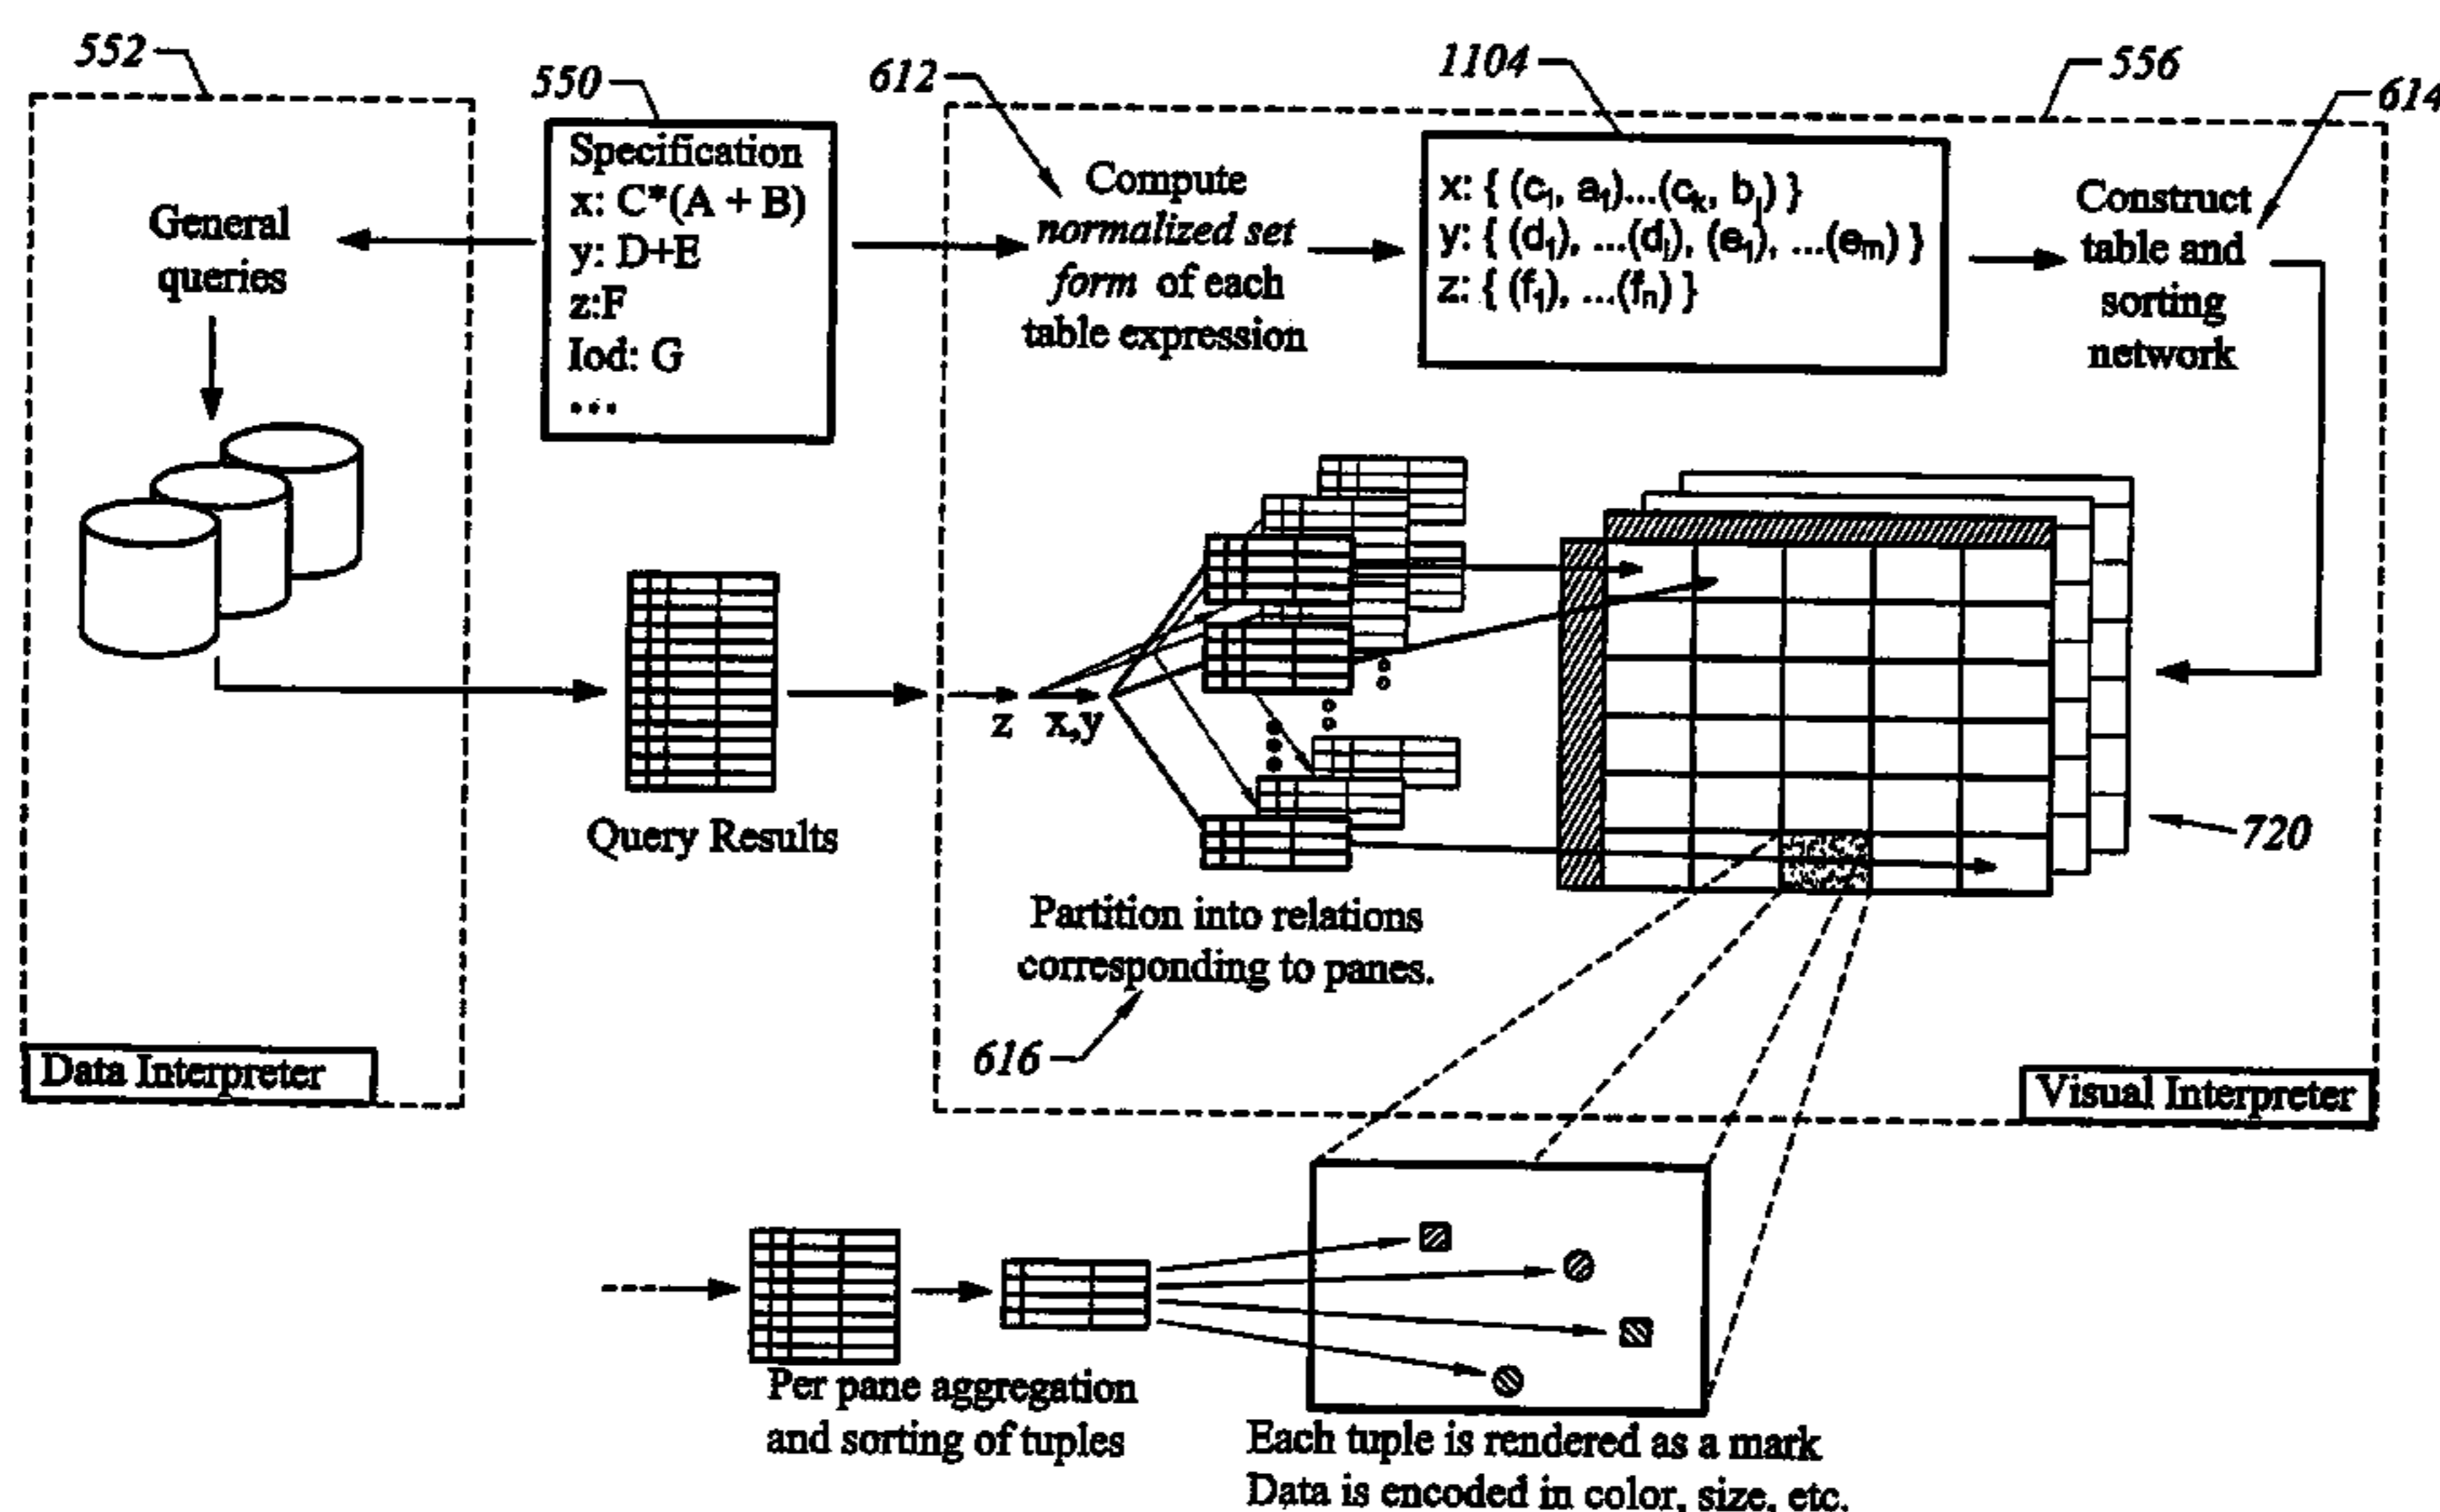 552
550
612
1104
556
614
Specification
x: C*(A + B)
y: D+E
z:F
Iod: G
...
General
queries
Compute
normalized set
form of each
table expression
x: { (c₁, a₁)...(cₖ, bⱼ) }
y: { (d₁), ...(dₗ), (e₁), ...(eₘ) }
z: { (f₁), ...(fₙ) }
Construct
table and
sorting
network
z x,y
Query Results
720
Partition into relations
corresponding to panes.
616
Data Interpreter
Visual Interpreter
Per pane aggregation
and sorting of tuples
Each tuple is rendered as a mark
Data is encoded in color, size, etc.